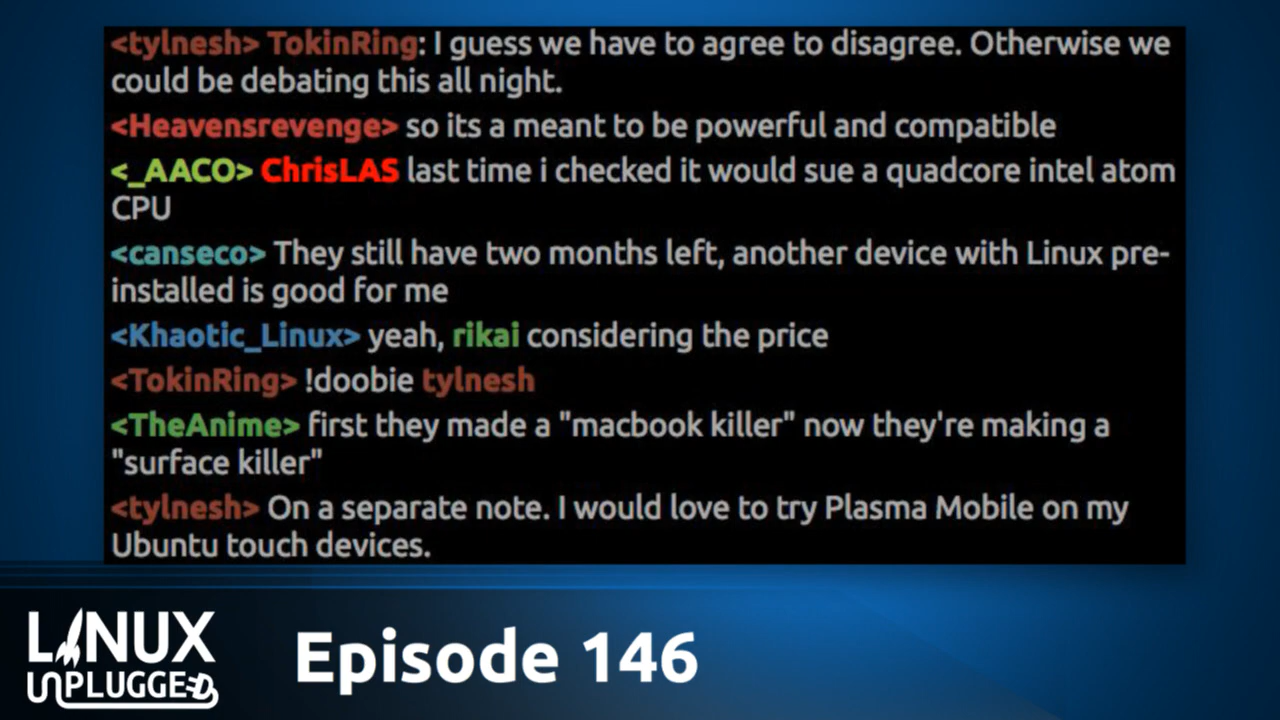 <tylnesh> TokinRing: I guess we have to agree to disagree. Otherwise we
could be debating this all night.
<Heavensrevenge> so its a meant to be powerful and compatible
<_AACO> ChrisLAS last time i checked it would sue a quadcore intel atom
CPU
<canseco> They still have two months left, another device with Linux pre-
installed is good for me
<Khaotic_Linux> yeah, rikai considering the price
<TokinRing> !doobie tylnesh
<TheAnime> first they made a "macbook killer" now they're making a
"surface killer"
<tylnesh> On a separate note. I would love to try Plasma Mobile on my
Ubuntu touch devices.
LINUX
UNPLUGGED
Episode 146